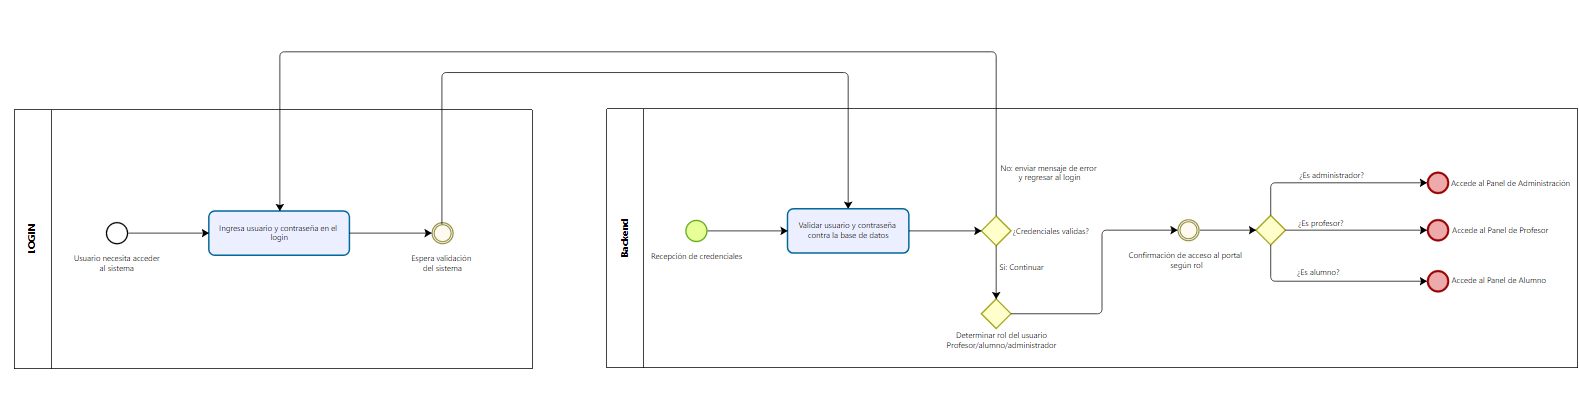 LOGIN
Usuario necesita acceder
al sistema
Ingresa usuario y contraseña en el
login
Espera validación
del sistema
Backend
Recepción de credenciales
Validar usuario y contraseña
contra la base de datos
No: enviar mensaje de error
y regresar al login
¿Credenciales validas?
Si: Continuar
Determinar rol del usuario
Profesor/alumno/administrador
Confirmación de acceso al portal
según rol
¿Es administrador?
Accede al Panel de Administración
¿Es profesor?
Accede al Panel de Profesor
¿Es alumno?
Accede al Panel de Alumno